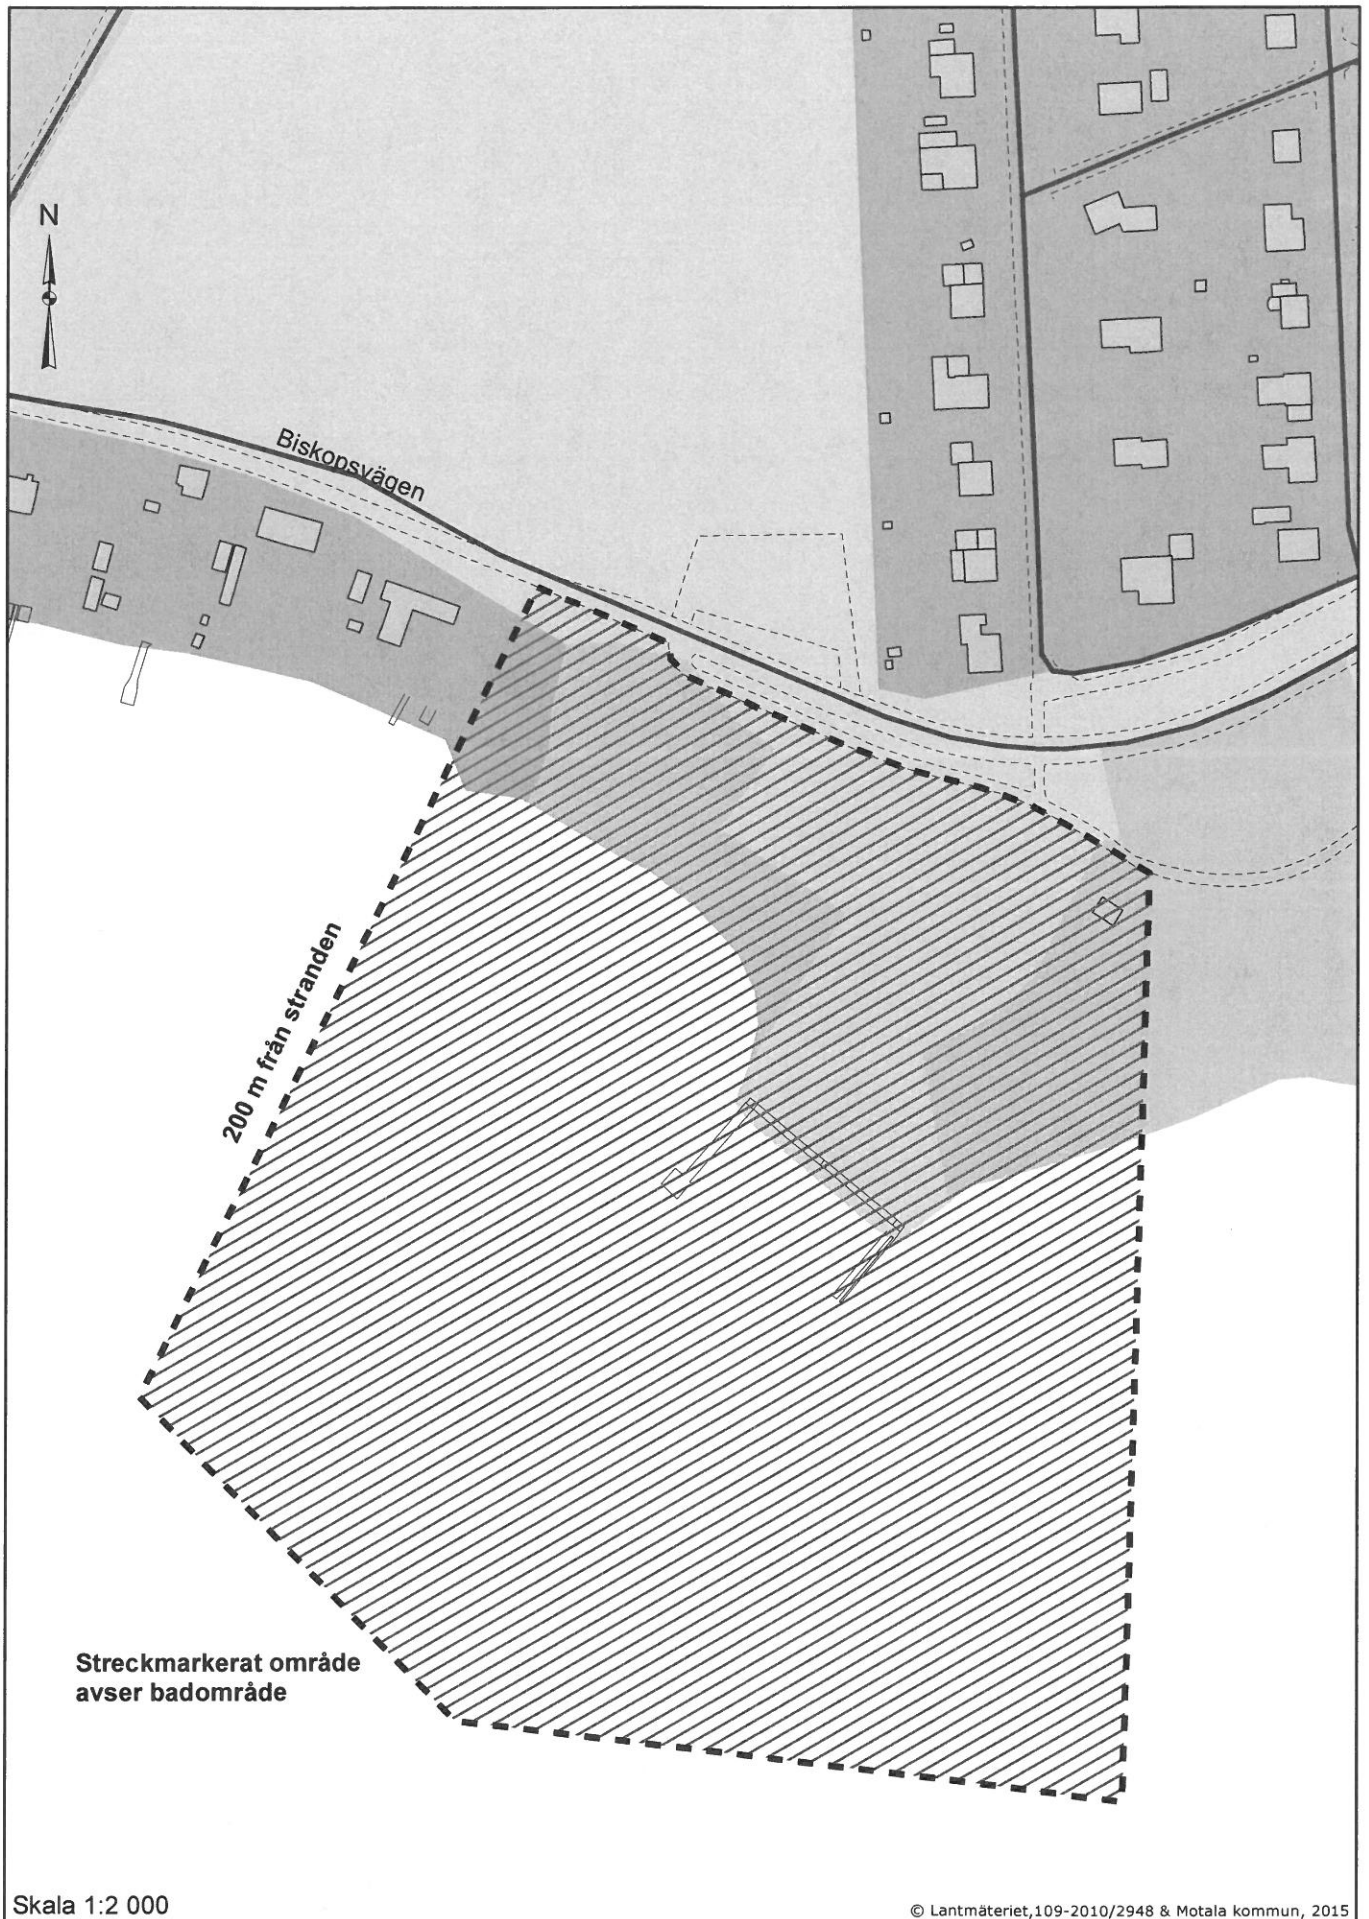 N
Biskopsvägen
200 m från stranden
Streckmarkerat område
avser badområde
Skala 1:2 000
© Lantmäteriet,109-2010/2948 & Motala kommun, 2015